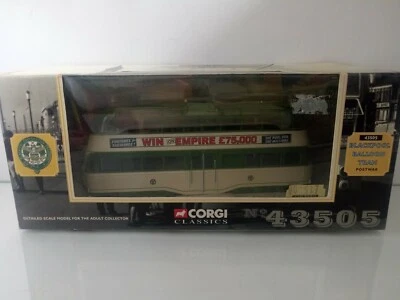 43505
BLACKPOOL
BALLOON
TRAM
POSTWAR
WIN EMPIRE £75,000
DETAILED SCALE MODEL FOR THE ADULT COLLECTOR
CORGI
CLASSICS
Nº 43505